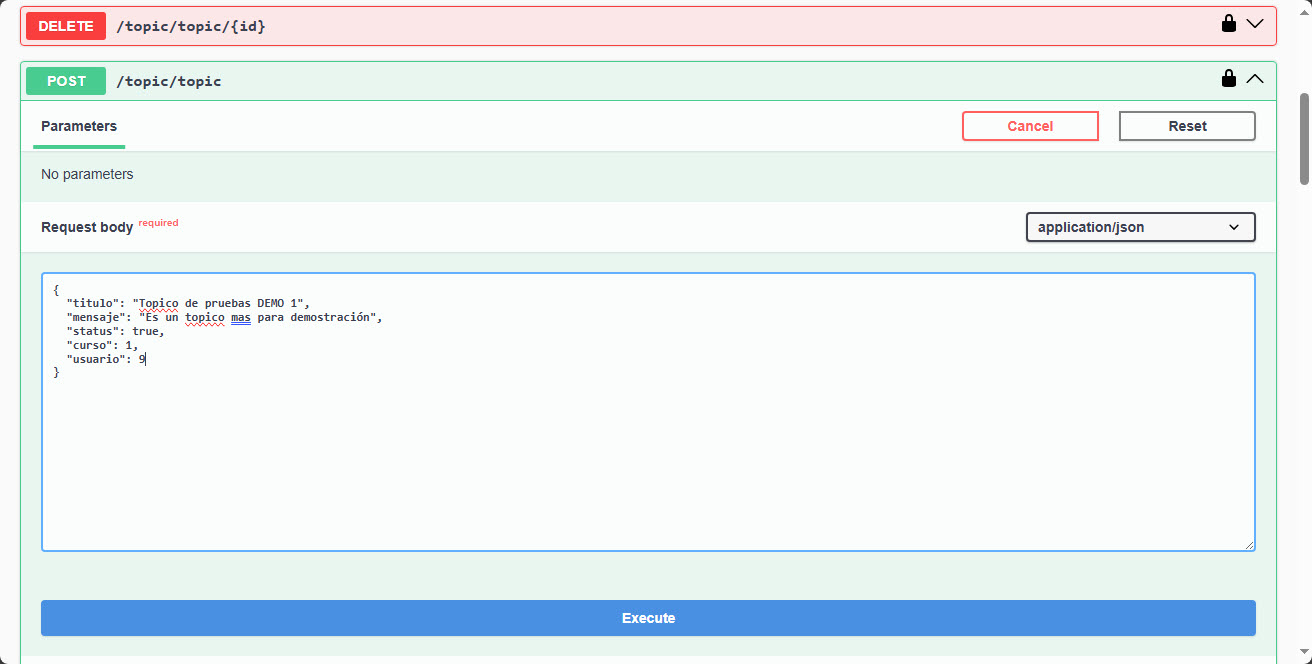 DELETE /topic/topic/{id}
POST /topic/topic
Parameters Cancel Reset
No parameters
Request body required application/json
{
  "titulo": "Topico de pruebas DEMO 1",
  "mensaje": "Es un topico mas para demostración",
  "status": true,
  "curso": 1,
  "usuario": 9
}
Execute